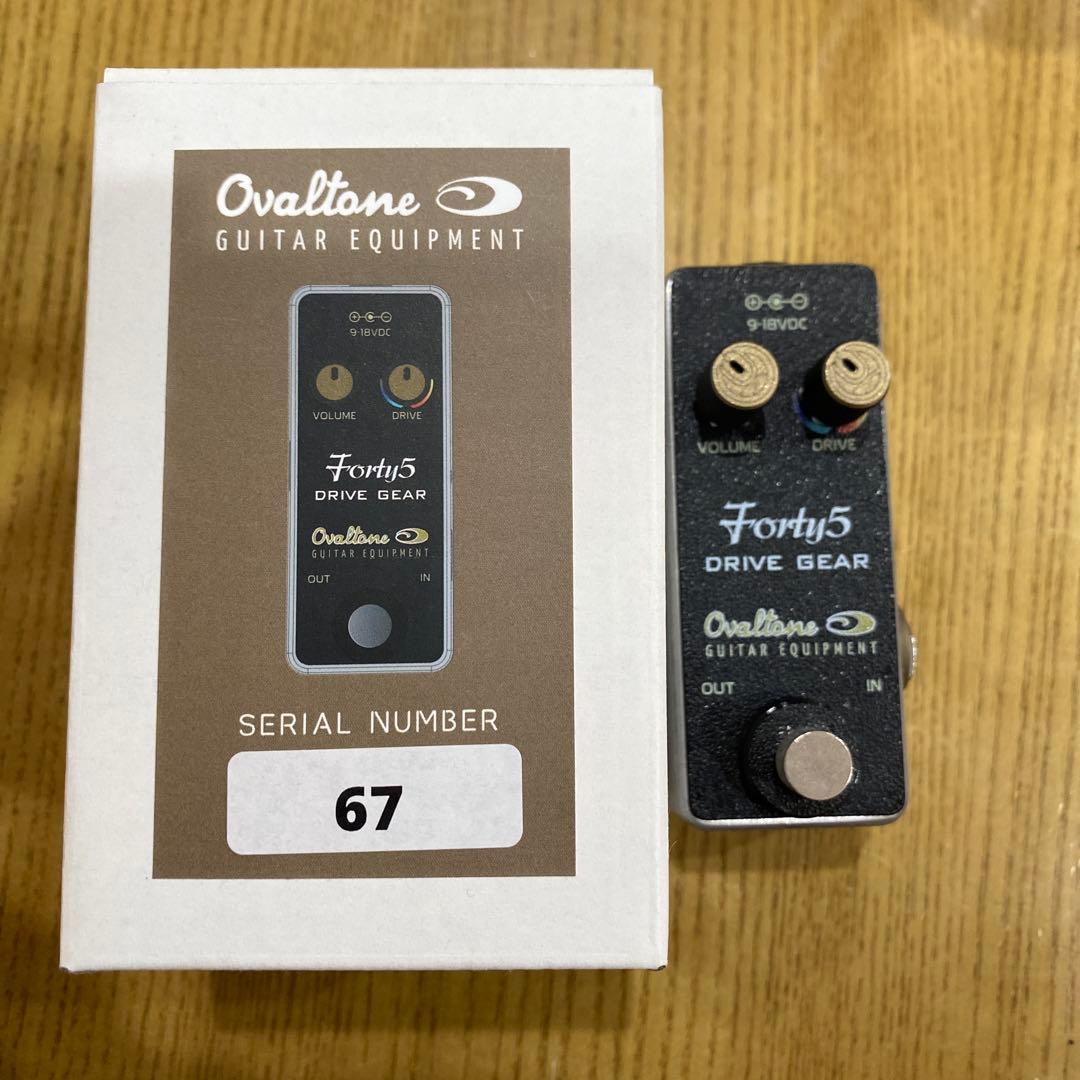 Ovaltone
GUITAR EQUIPMENT
9-18VDC
VOLUME DRIVE
Forty5
DRIVE GEAR
Ovaltone
GUITAR EQUIPMENT
OUT IN
SERIAL NUMBER
67
9-18VDC
VOLUME DRIVE
Forty5
DRIVE GEAR
Ovaltone
GUITAR EQUIPMENT
OUT IN